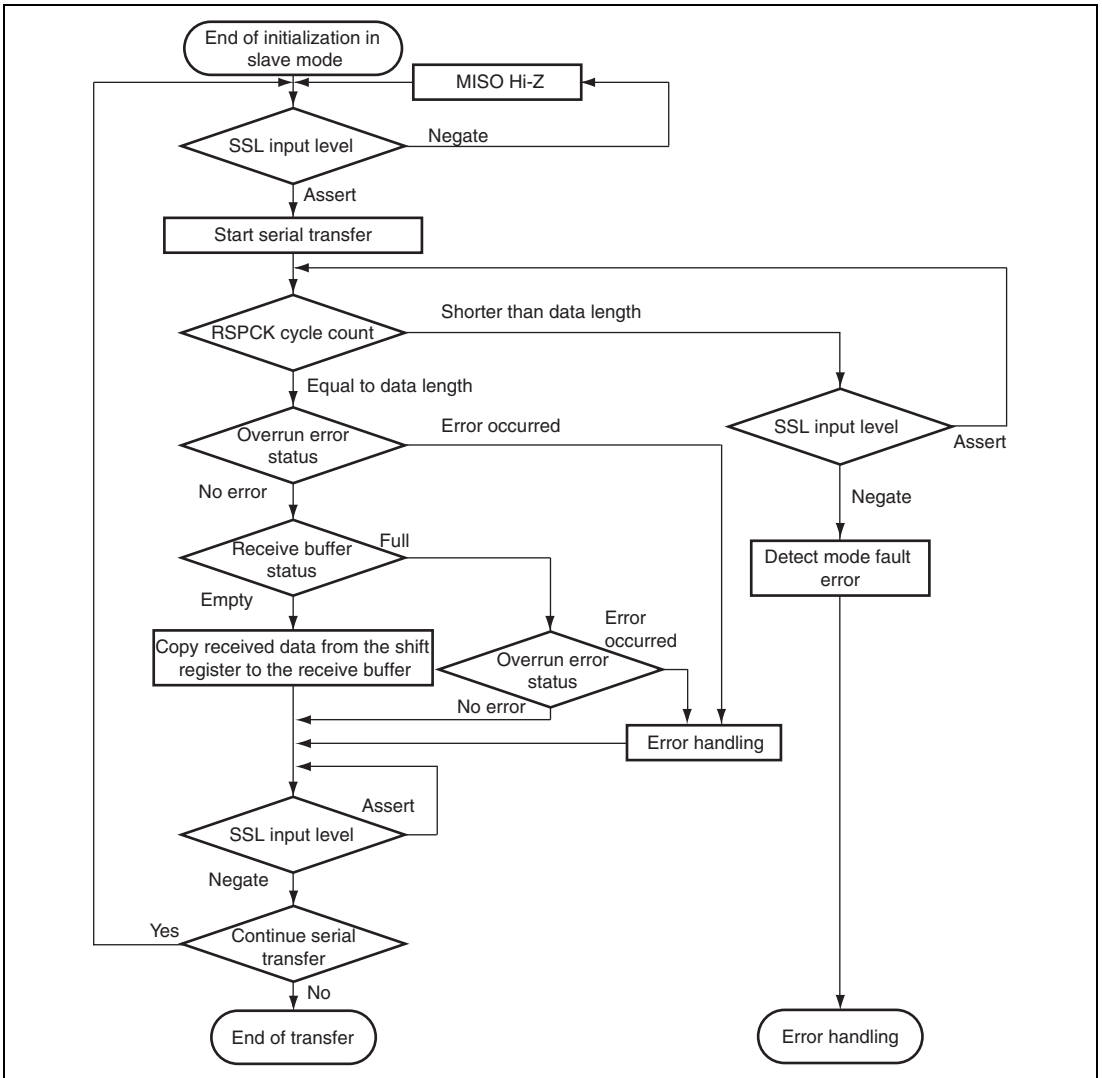 End of initialization in
slave mode
MISO Hi-Z
SSL input level
Negate
Assert
Start serial transfer
RSPCK cycle count
Shorter than data length
Equal to data length
SSL input level
Assert
Overrun error
status
Error occurred
No error
Negate
Receive buffer
status
Full
Detect mode fault
error
Empty
Copy received data from the shift
register to the receive buffer
Error
occurred
Overrun error
status
No error
Error handling
Assert
SSL input level
Negate
Yes
Continue serial
transfer
No
End of transfer
Error handling